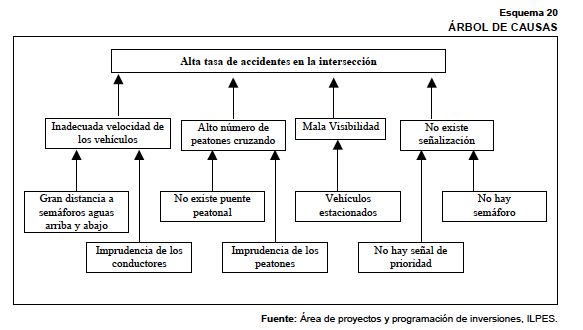 Esquema 20
ÁRBOL DE CAUSAS
Alta tasa de accidentes en la intersección
Inadecuada velocidad de
los vehículos
Alto número de
peatones cruzando
Mala Visibilidad
No existe
señalización
Gran distancia a
semáforos aguas
arriba y abajo
No existe puente
peatonal
Vehículos
estacionados
No hay
semáforo
Imprudencia de los
conductores
Imprudencia de los
peatones
No hay señal de
prioridad
Fuente: Área de proyectos y programación de inversiones, ILPES.